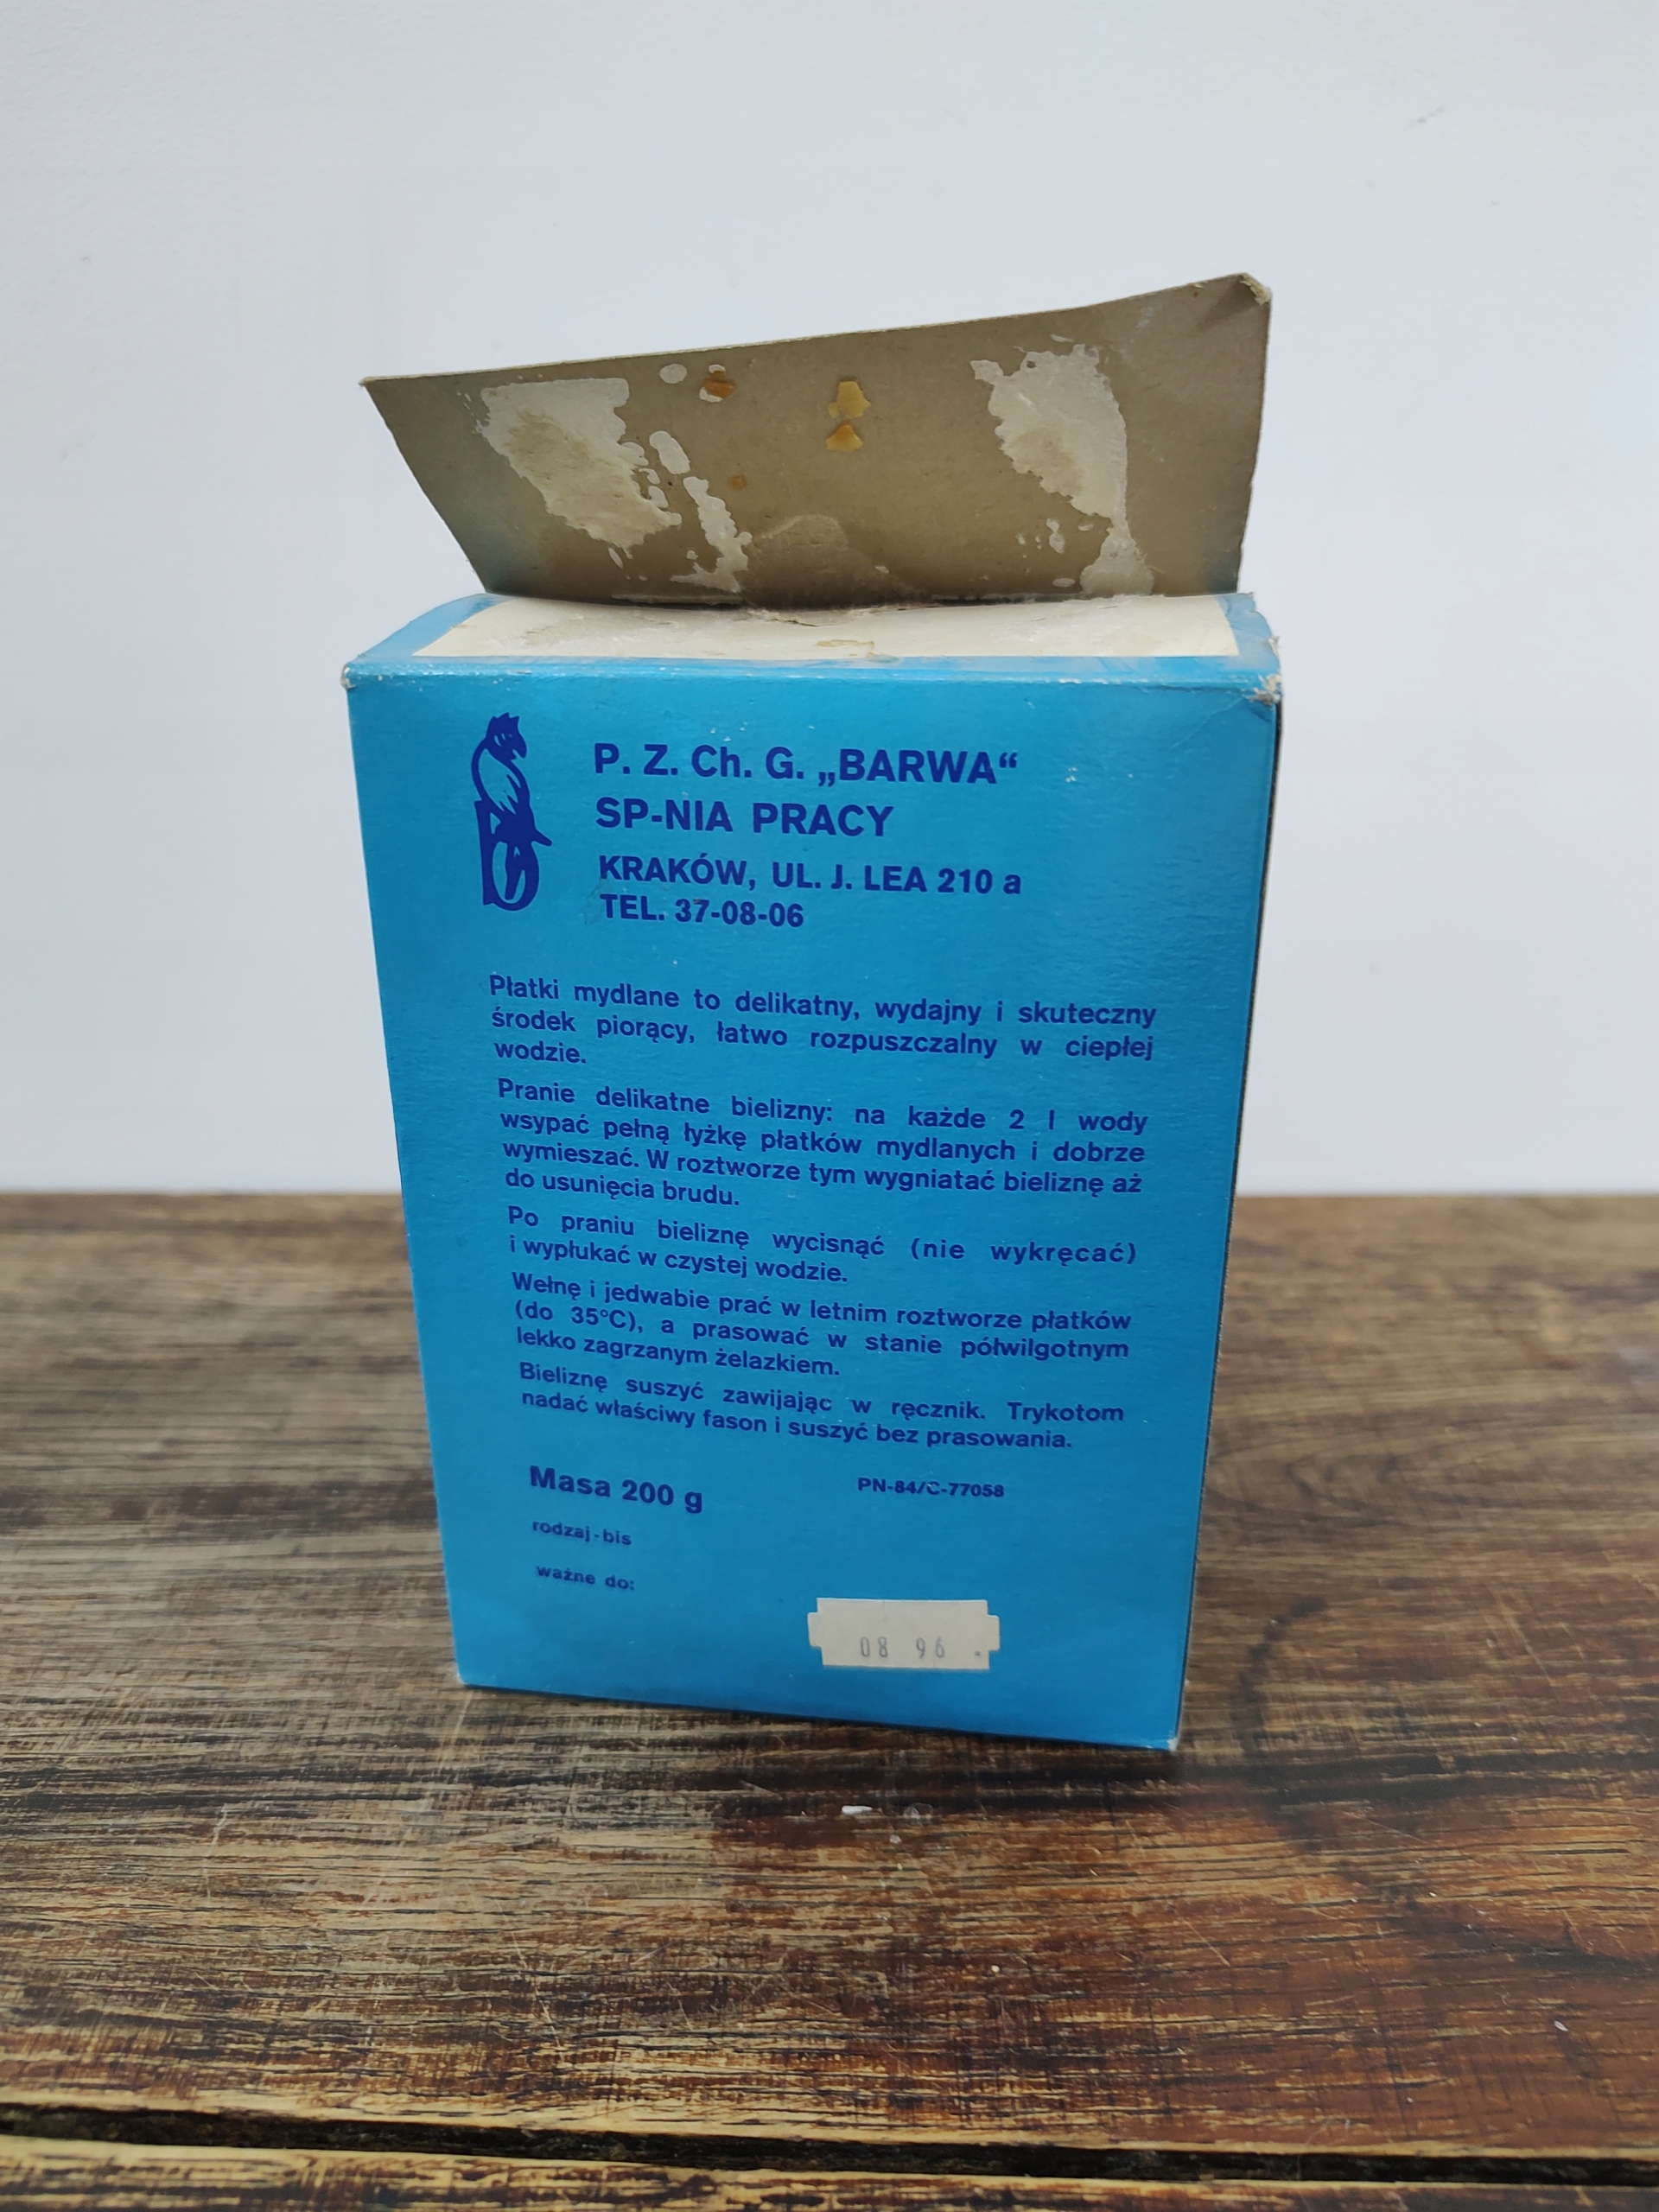 P. Z. Ch. G. „BARWA“
SP-NIA PRACY
KRAKÓW, UL. J. LEA 210 a
TEL. 37-08-06
Płatki mydlane to delikatny, wydajny i skuteczny
środek piorący, łatwo rozpuszczalny w ciepłej
wodzie.
Pranie delikatne bielizny: na każde 2 l wody
wsypać pełną łyżkę płatków mydlanych i dobrze
wymieszać. W roztworze tym wygniatać bieliznę aż
do usunięcia brudu.
Po praniu bieliznę wycisnąć (nie wykręcać)
i wypłukać w czystej wodzie.
Wełnę i jedwabie prać w letnim roztworze płatków
(do 35°C), a prasować w stanie półwilgotnym
lekko zagrzanym żelazkiem.
Bieliznę suszyć zawijając w ręcznik. Trykotom
nadać właściwy fason i suszyć bez prasowania.
Masa 200 g
PN-84/C-77058
rodzaj-bis
ważne do:
08 96